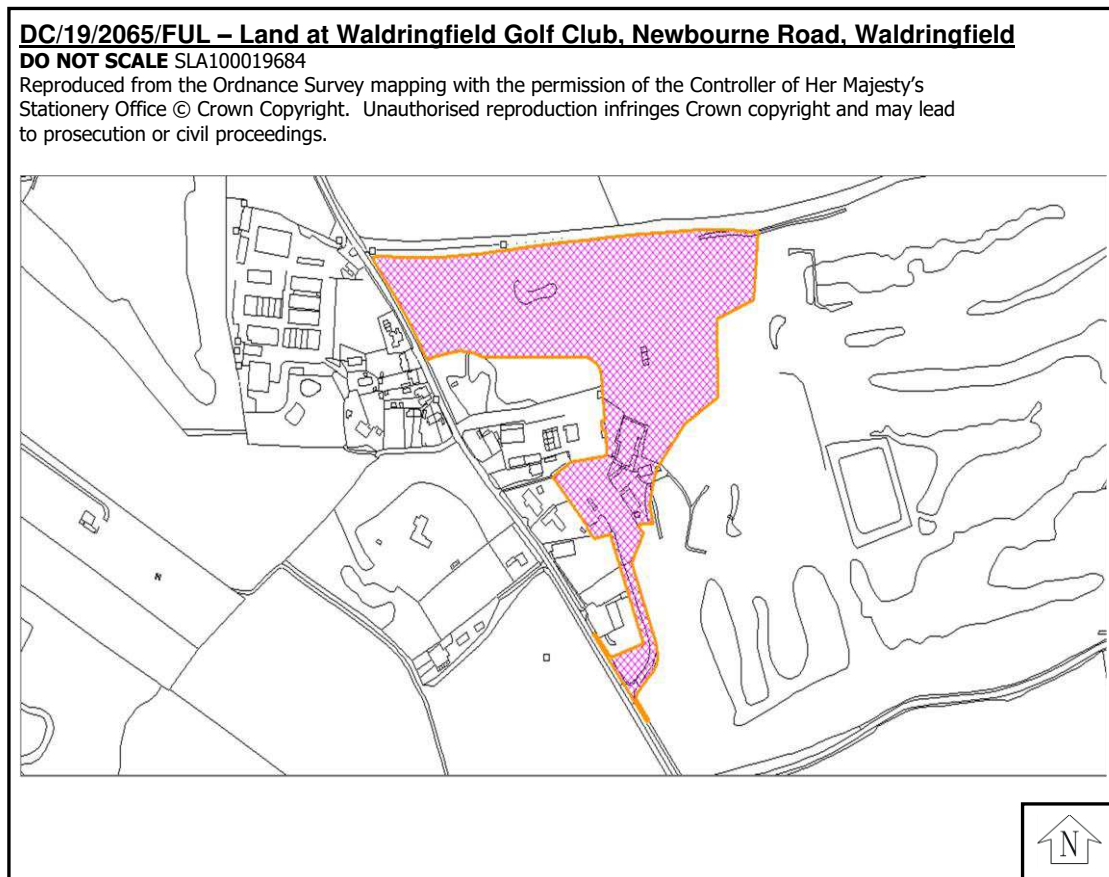 DC/19/2065/FUL – Land at Waldringfield Golf Club, Newbourne Road, Waldringfield
DO NOT SCALE SLA100019684
Reproduced from the Ordnance Survey mapping with the permission of the Controller of Her Majesty's
Stationery Office © Crown Copyright. Unauthorised reproduction infringes Crown copyright and may lead
to prosecution or civil proceedings.
N